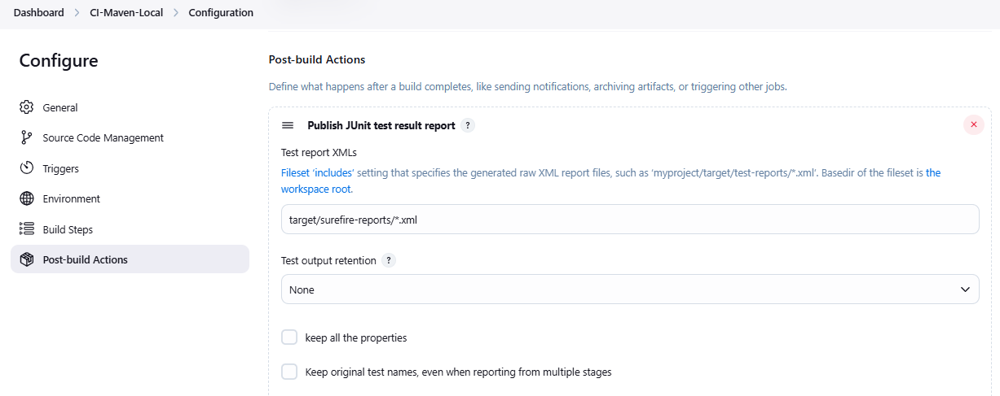 Dashboard > CI-Maven-Local > Configuration
Configure
General
Source Code Management
Triggers
Environment
Build Steps
Post-build Actions
Post-build Actions
Define what happens after a build completes, like sending notifications, archiving artifacts, or triggering other jobs.
Publish JUnit test result report ?
Test report XMLs
Fileset ‘includes’ setting that specifies the generated raw XML report files, such as ‘myproject/target/test-reports/*.xml’. Basedir of the fileset is the
workspace root.
target/surefire-reports/*.xml
Test output retention ?
None
keep all the properties
Keep original test names, even when reporting from multiple stages